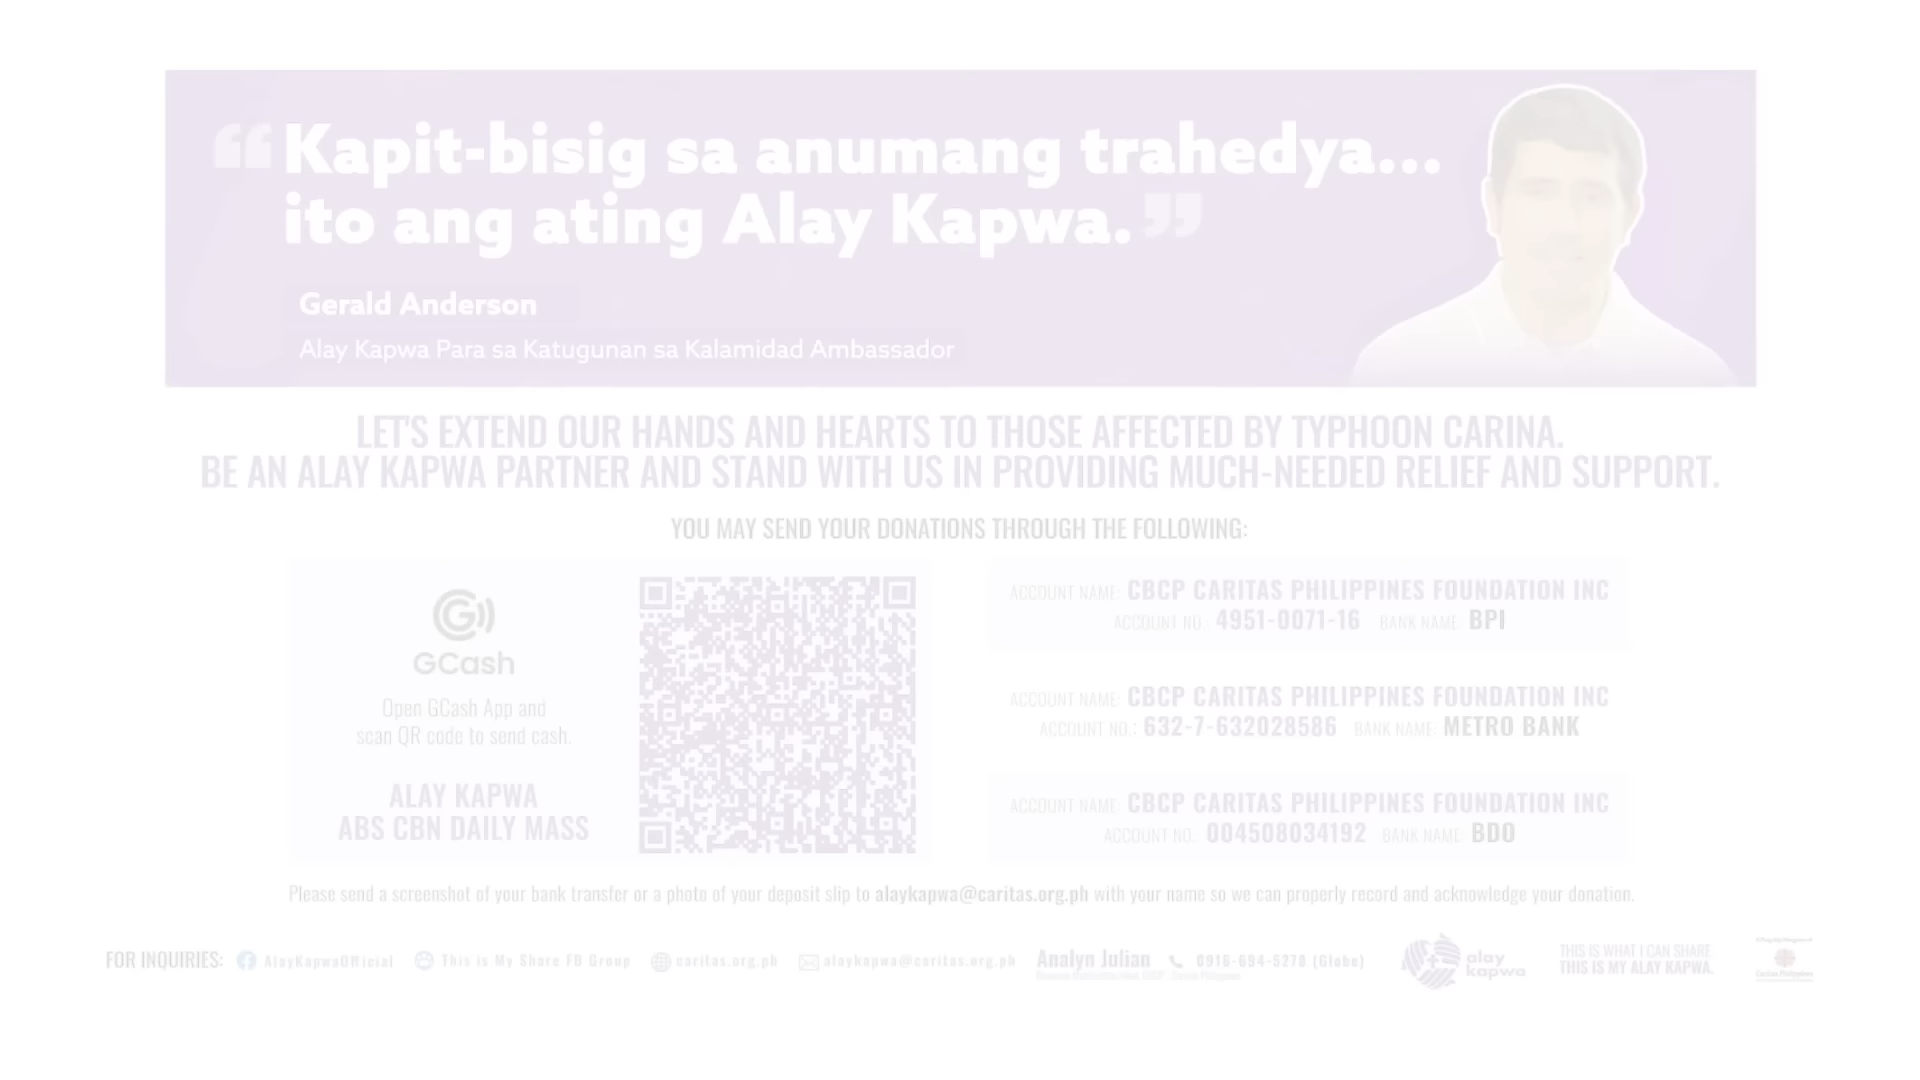 “Kapit-bisig sa anumang trahedya...
ito ang ating Alay Kapwa.”
Gerald Anderson
Alay Kapwa Para sa Katugunan sa Kalamidad Ambassador
LET'S EXTEND OUR HANDS AND HEARTS TO THOSE AFFECTED BY TYPHOON CARINA.
BE AN ALAY KAPWA PARTNER AND STAND WITH US IN PROVIDING MUCH-NEEDED RELIEF AND SUPPORT.
YOU MAY SEND YOUR DONATIONS THROUGH THE FOLLOWING:
GCash
Open GCash App and
scan QR code to send cash.
ALAY KAPWA
ABS CBN DAILY MASS
ACCOUNT NAME: CBCP CARITAS PHILIPPINES FOUNDATION INC
ACCOUNT NO.: 4951-0071-16 BANK NAME: BPI
ACCOUNT NAME: CBCP CARITAS PHILIPPINES FOUNDATION INC
ACCOUNT NO.: 632-7-632028586 BANK NAME: METRO BANK
ACCOUNT NAME: CBCP CARITAS PHILIPPINES FOUNDATION INC
ACCOUNT NO.: 004508034192 BANK NAME: BDO
Please send a screenshot of your bank transfer or a photo of your deposit slip to alaykapwa@caritas.org.ph with your name so we can properly record and acknowledge your donation.
FOR INQUIRIES: AlayKapwaOfficial This is My Share FB Group caritas.org.ph alaykapwa@caritas.org.ph Analyn Julian 0916-694-5278 (Globe)
alay
kapwa
THIS IS WHAT I CAN SHARE.
THIS IS MY ALAY KAPWA.
Caritas Philippines